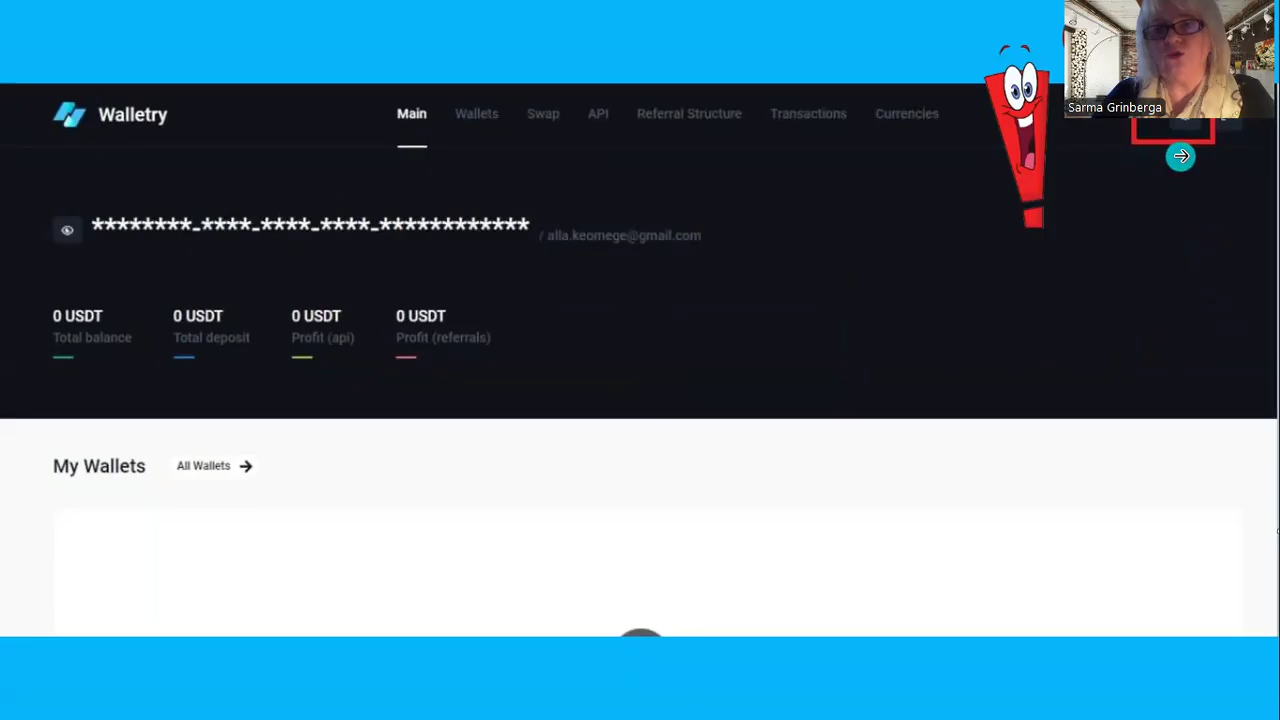 Sarma Grinberga
Walletry
Main Wallets Swap API Referral Structure Transactions Currencies
********-****-****-****-************ / alla.keomege@gmail.com
0 USDT 0 USDT 0 USDT 0 USDT
Total balance Total deposit Profit (api) Profit (referrals)
My Wallets All Wallets